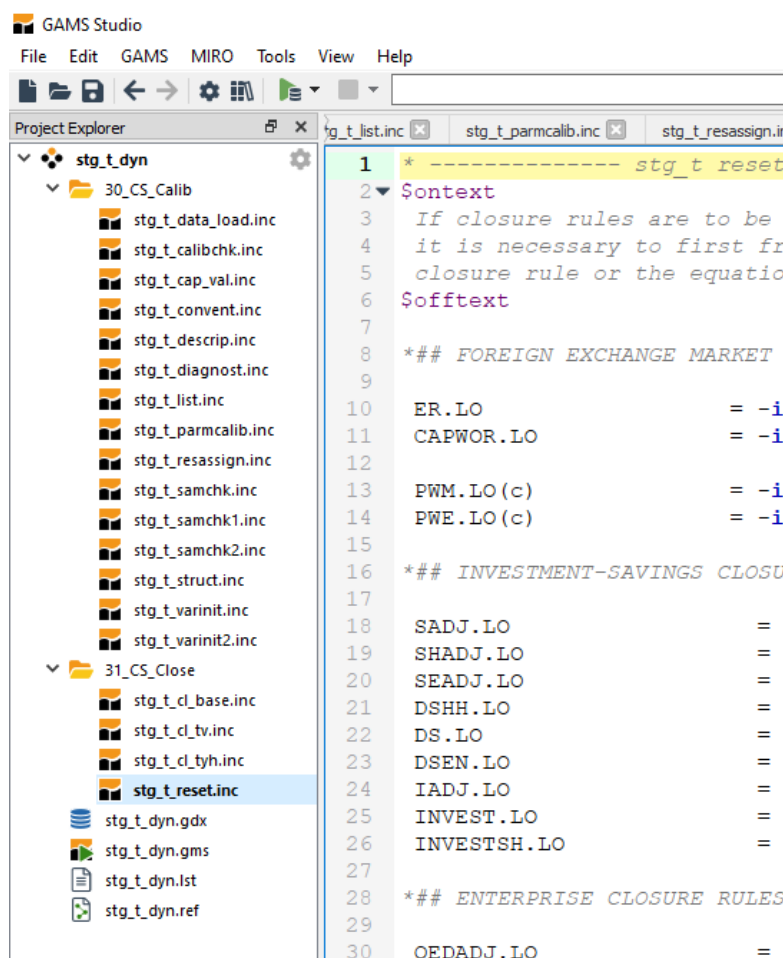 GAMS Studio
File Edit GAMS MIRO Tools View Help
Project Explorer
stg_t_dyn
30_CS_Calib
stg_t_data_load.inc
stg_t_calibchk.inc
stg_t_cap_val.inc
stg_t_convent.inc
stg_t_descrip.inc
stg_t_diagnost.inc
stg_t_list.inc
stg_t_parmcalib.inc
stg_t_resassign.inc
stg_t_samchk.inc
stg_t_samchk1.inc
stg_t_samchk2.inc
stg_t_struct.inc
stg_t_varinit.inc
stg_t_varinit2.inc
31_CS_Close
stg_t_cl_base.inc
stg_t_cl_tv.inc
stg_t_cl_tyh.inc
stg_t_reset.inc
stg_t_dyn.gdx
stg_t_dyn.gms
stg_t_dyn.lst
stg_t_dyn.ref
tg_t_list.inc stg_t_parmcalib.inc stg_t_resassign.i
1 * -------------- stg_t reset
2 $ontext
3 If closure rules are to be
4 it is necessary to first fr
5 closure rule or the equatio
6 $offtext
7
8 *## FOREIGN EXCHANGE MARKET
9
10 ER.LO = -i
11 CAPWOR.LO = -i
12
13 PWM.LO(c) = -i
14 PWE.LO(c) = -i
15
16 *## INVESTMENT-SAVINGS CLOSU
17
18 SADJ.LO =
19 SHADJ.LO =
20 SEADJ.LO =
21 DSHH.LO =
22 DS.LO =
23 DSEN.LO =
24 IADJ.LO =
25 INVEST.LO =
26 INVESTSH.LO =
27
28 *## ENTERPRISE CLOSURE RULES
29
30 QEDADJ.LO =